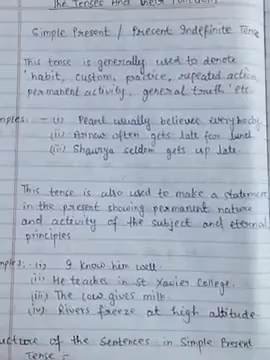 The Tenses And their Functions
Simple Present / Present Indefinite Tense
This tense is generally used to denote
'habit, custom, practice, repeated action,
permanent activity, general truth' etc.
mples: - (i) Pearl usually believes everybody
(ii) Arnav often gets late for lunch
(iii) Shaurya seldom gets up late.
This tense is also used to make a statement
in the present showing permanent nature
and activity of the subject and eternal
principles
mples: (i) I know him well.
(ii) He teaches in St Xavier College.
(iii) The cow gives milk.
(iv) Rivers freeze at high altitude.
ucture of the Sentences in Simple Present
Tense :-